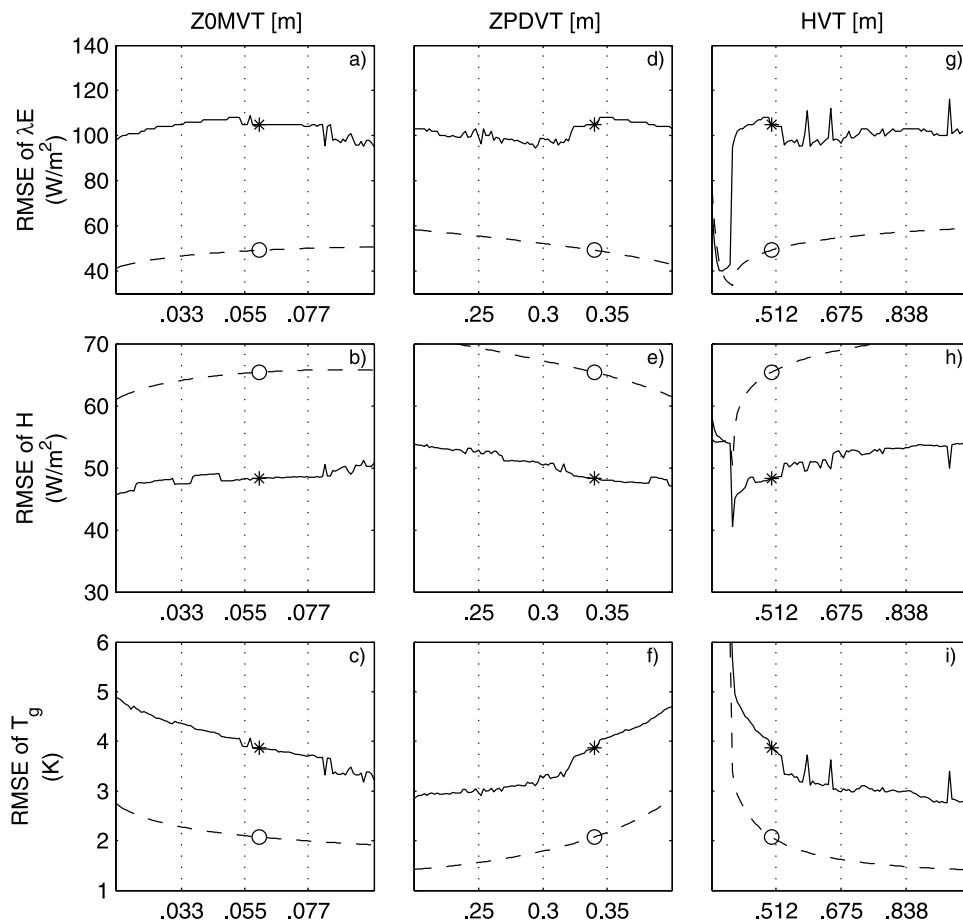 Z0MVT [m] ZPDVT [m] HVT [m]
140 a) d) g)
120
100
80
60
40
RMSE of λE
(W/m²)
.033 .055 .077 .25 0.3 0.35 .512 .675 .838
70 b) e) h)
60
50
40
30
RMSE of H
(W/m²)
.033 .055 .077 .25 0.3 0.35 .512 .675 .838
6 c) f) i)
5
4
3
2
1
RMSE of T_g
(K)
.033 .055 .077 .25 0.3 0.35 .512 .675 .838